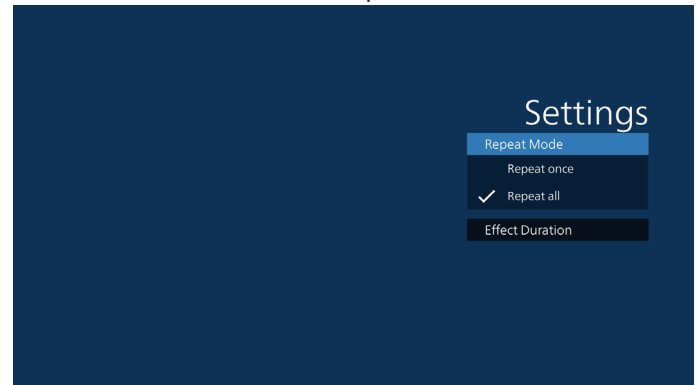 Settings
Repeat Mode
Repeat once
Repeat all
Effect Duration